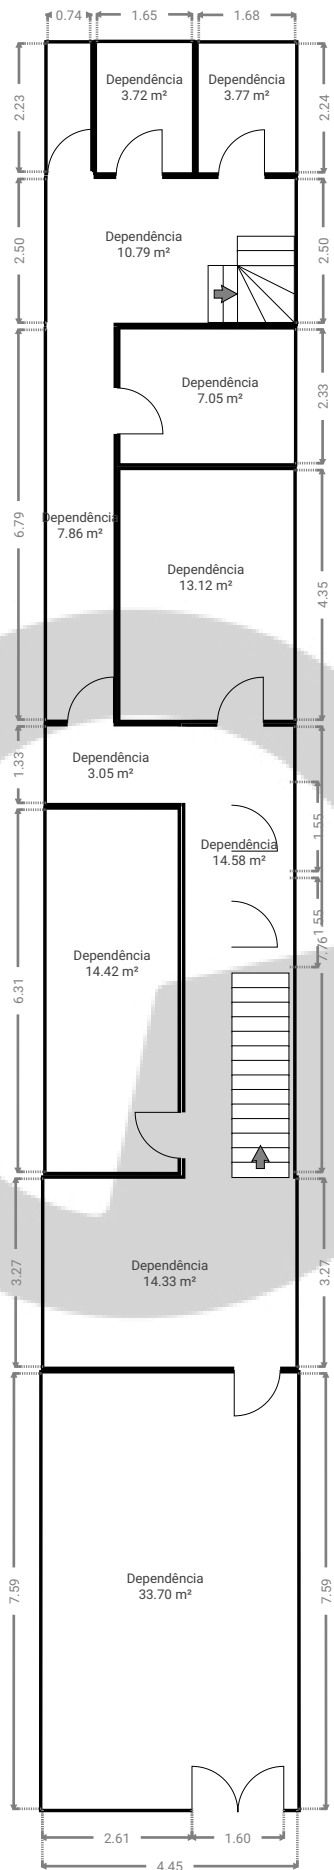 0.74
1.65
1.68
2.23
Dependência
3.72 m²
Dependência
3.77 m²
2.24
2.50
Dependência
10.79 m²
2.50
Dependência
7.05 m²
2.33
6.79
Dependência
7.86 m²
Dependência
13.12 m²
4.35
1.33
Dependência
3.05 m²
1.55
Dependência
14.58 m²
1.55
7.76
6.31
Dependência
14.42 m²
3.27
Dependência
14.33 m²
3.27
7.59
Dependência
33.70 m²
7.59
2.61
1.60
4.45